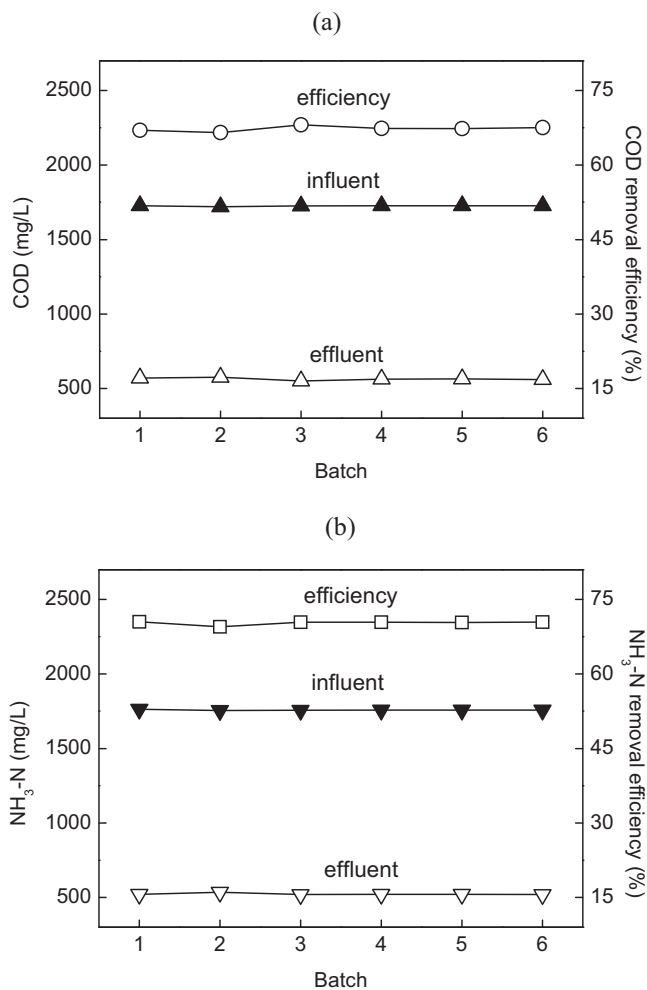 (a)
2500
2000
1500
1000
500
COD (mg/L)
efficiency
influent
effluent
75
60
45
30
15
COD removal efficiency (%)
1 2 3 4 5 6
Batch
(b)
2500
2000
1500
1000
500
NH₃-N (mg/L)
efficiency
influent
effluent
75
60
45
30
15
NH₃-N removal efficiency (%)
1 2 3 4 5 6
Batch